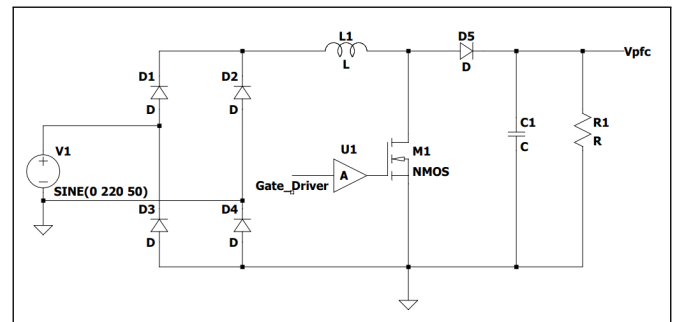 L1
L
D5
D
Vpfc
D1
D
D2
D
C1
C
R1
R
V1
SINE(0 220 50)
U1
A
M1
NMOS
Gate_Driver
D3
D
D4
D